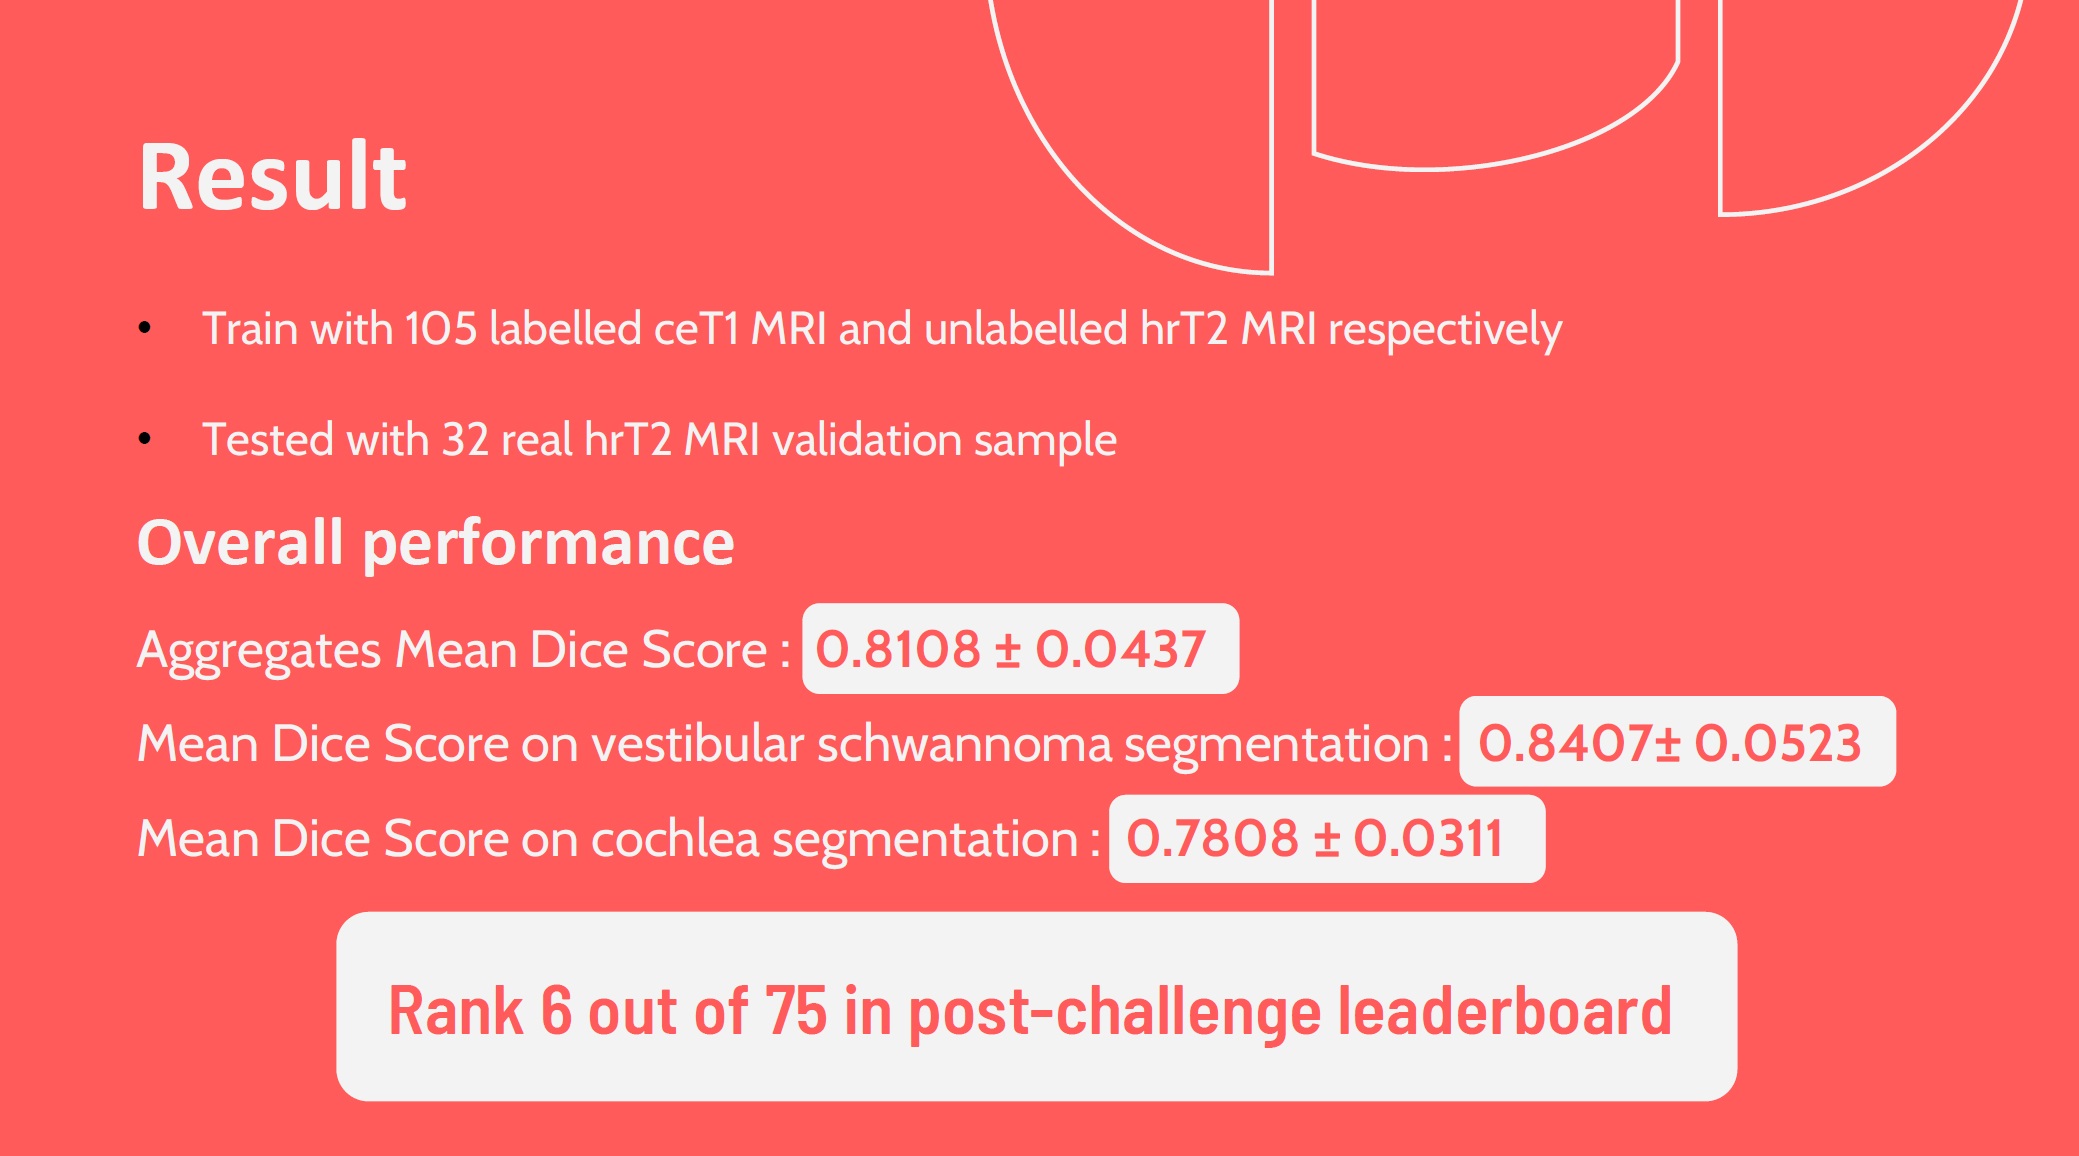 Result
• Train with 105 labelled ceT1 MRI and unlabelled hrT2 MRI respectively
• Tested with 32 real hrT2 MRI validation sample
Overall performance
Aggregates Mean Dice Score : 0.8108 ± 0.0437
Mean Dice Score on vestibular schwannoma segmentation : 0.8407± 0.0523
Mean Dice Score on cochlea segmentation : 0.7808 ± 0.0311
Rank 6 out of 75 in post-challenge leaderboard